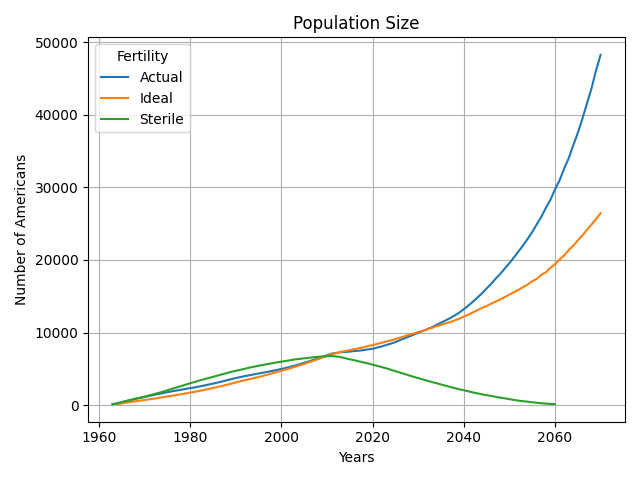 Population Size
Fertility
Actual
Ideal
Sterile
Number of Americans
50000
40000
30000
20000
10000
0
1960
1980
2000
2020
2040
2060
Years